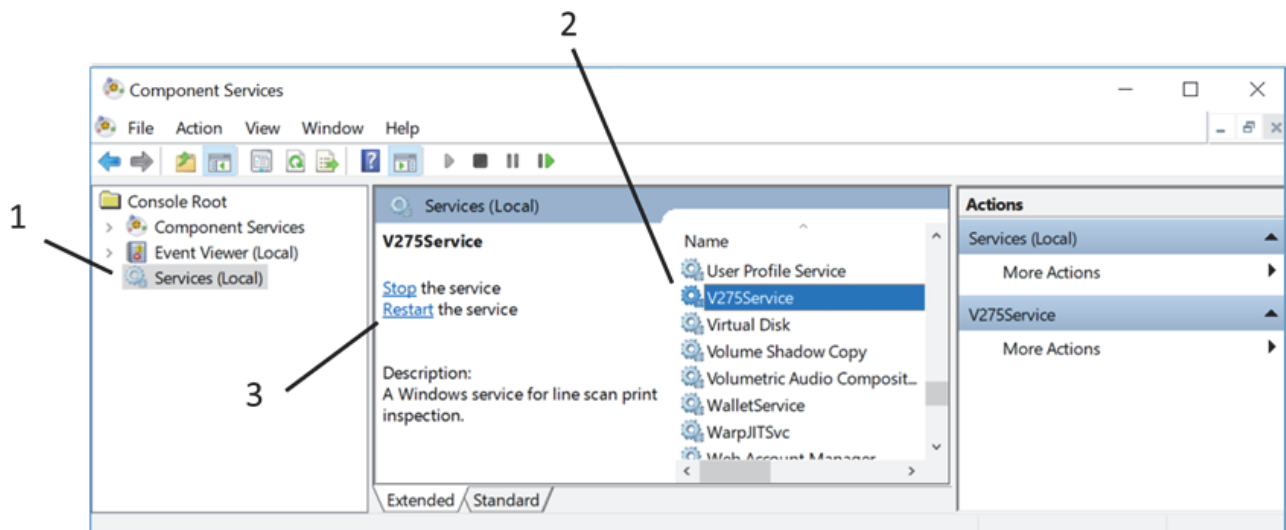 2
Component Services
File Action View Window Help
1
Console Root
Component Services
Event Viewer (Local)
Services (Local)
Services (Local)
V275Service
Stop the service
Restart the service
3
Description:
A Windows service for line scan print
inspection.
Name
User Profile Service
V275Service
Virtual Disk
Volume Shadow Copy
Volumetric Audio Composit...
WalletService
WarpJITSvc
Web Account Manager
Extended Standard
Actions
Services (Local)
More Actions
V275Service
More Actions